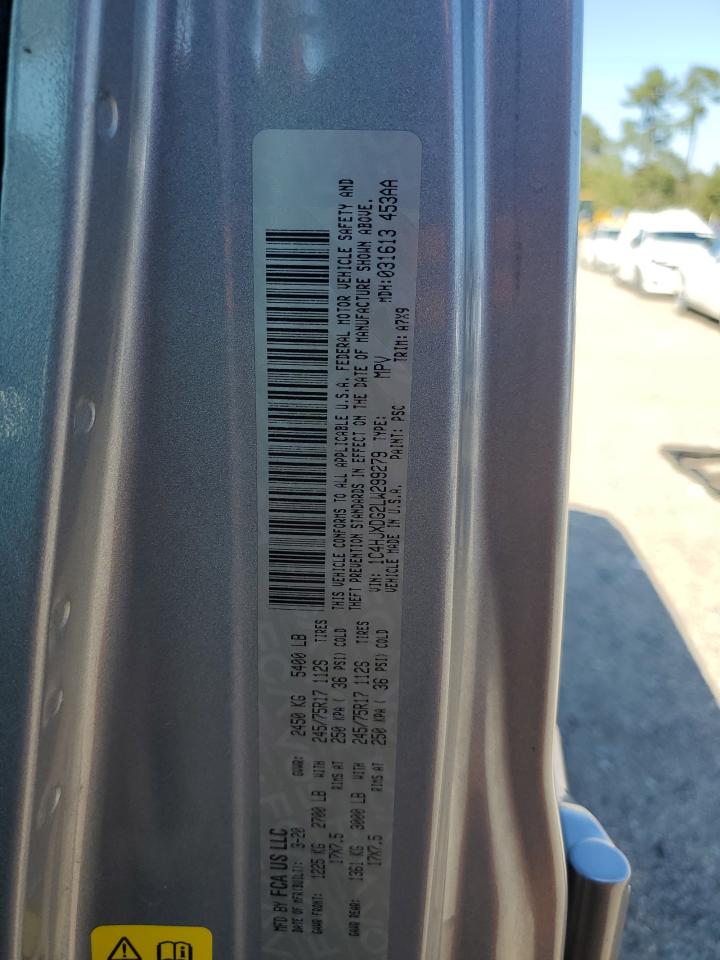 MFD BY FCA US LLC
DATE OF MFR(BUILT): 3-20 GVWR: 2450 KG 5400 LB
GAWR FRONT: 1225 KG 2700 LB WITH 245/75R17 112S TIRES
17X7.5 RIMS AT 250 KPA ( 36 PSI) COLD
GAWR REAR: 1361 KG 3000 LB WITH 245/75R17 112S TIRES
17X7.5 RIMS AT 250 KPA ( 36 PSI) COLD
THIS VEHICLE CONFORMS TO ALL APPLICABLE U.S.A. FEDERAL MOTOR VEHICLE SAFETY AND
THEFT PREVENTION STANDARDS IN EFFECT ON THE DATE OF MANUFACTURE SHOWN ABOVE.
VIN: 1C4HJXDG2LW299279 TYPE: MPV MDH:031613 453AA
VEHICLE MADE IN U.S.A. PAINT: PSC TRIM: A7X9